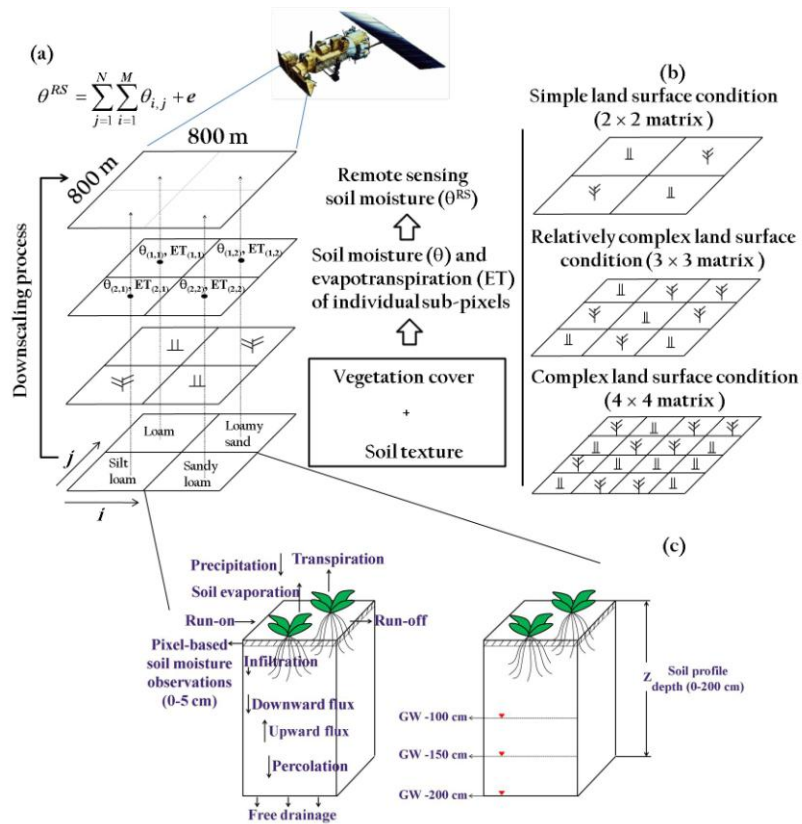 (a)
θ^RS = ∑_{j=1}^{N} ∑_{i=1}^{M} θ_{i,j} + e
800 m
800 m
Downscaling process
θ(1,1), ET(1,1)
θ(1,2), ET(1,2)
θ(2,1), ET(2,1)
θ(2,2), ET(2,2)
Loam
Loamy
sand
Silt
loam
Sandy
loam
j
i
Remote sensing
soil moisture (θ^RS)
Soil moisture (θ) and
evapotranspiration (ET)
of individual sub-pixels
Vegetation cover
+
Soil texture
(b)
Simple land surface condition
(2 × 2 matrix )
Relatively complex land surface
condition (3 × 3 matrix )
Complex land surface condition
(4 × 4 matrix )
(c)
Precipitation
Transpiration
Soil evaporation
Run-on
Run-off
Pixel-based
soil moisture
observations
(0-5 cm)
Infiltration
Downward flux
Upward flux
Percolation
Free drainage
Z
Soil profile
depth (0-200 cm)
GW -100 cm
GW -150 cm
GW -200 cm